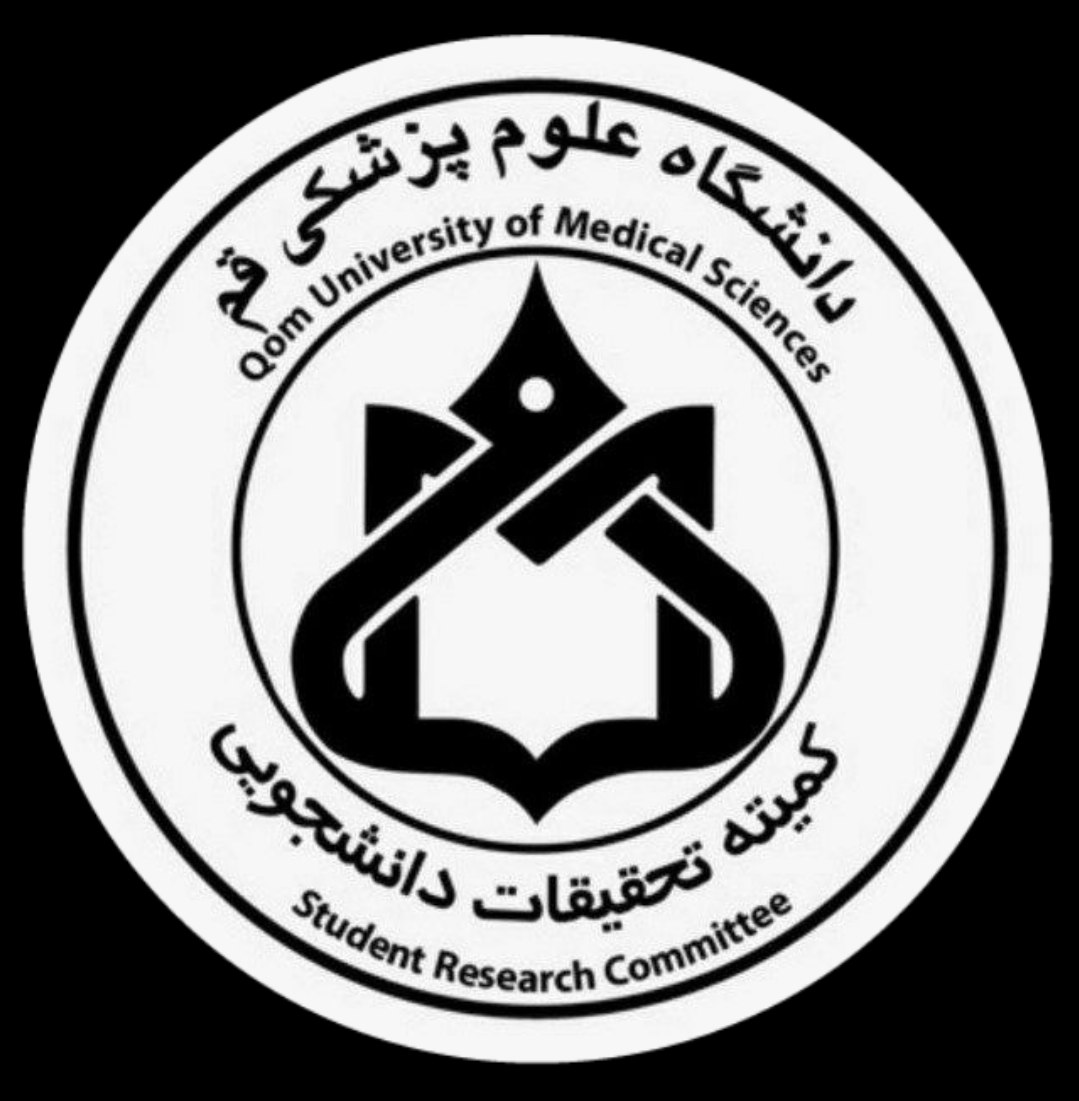 دانشگاه علوم پزشکی قم
Qom University of Medical Sciences
کمیته تحقیقات دانشجویی
Student Research Committee